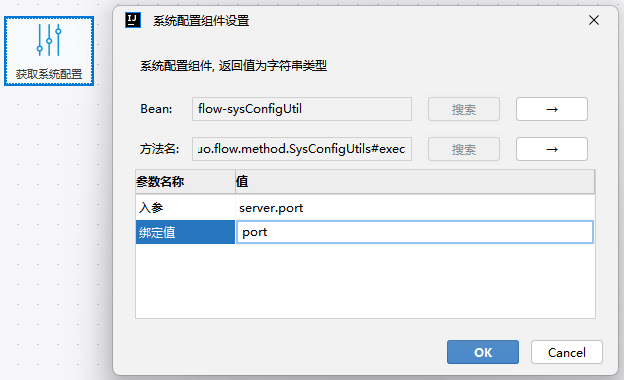 获取系统配置
系统配置组件设置
系统配置组件, 返回值为字符串类型
Bean: flow-sysConfigUtil 搜索 →
方法名: uo.flow.method.SysConfigUtils#exec 搜索 →
参数名称 值
入参 server.port
绑定值 port
OK Cancel